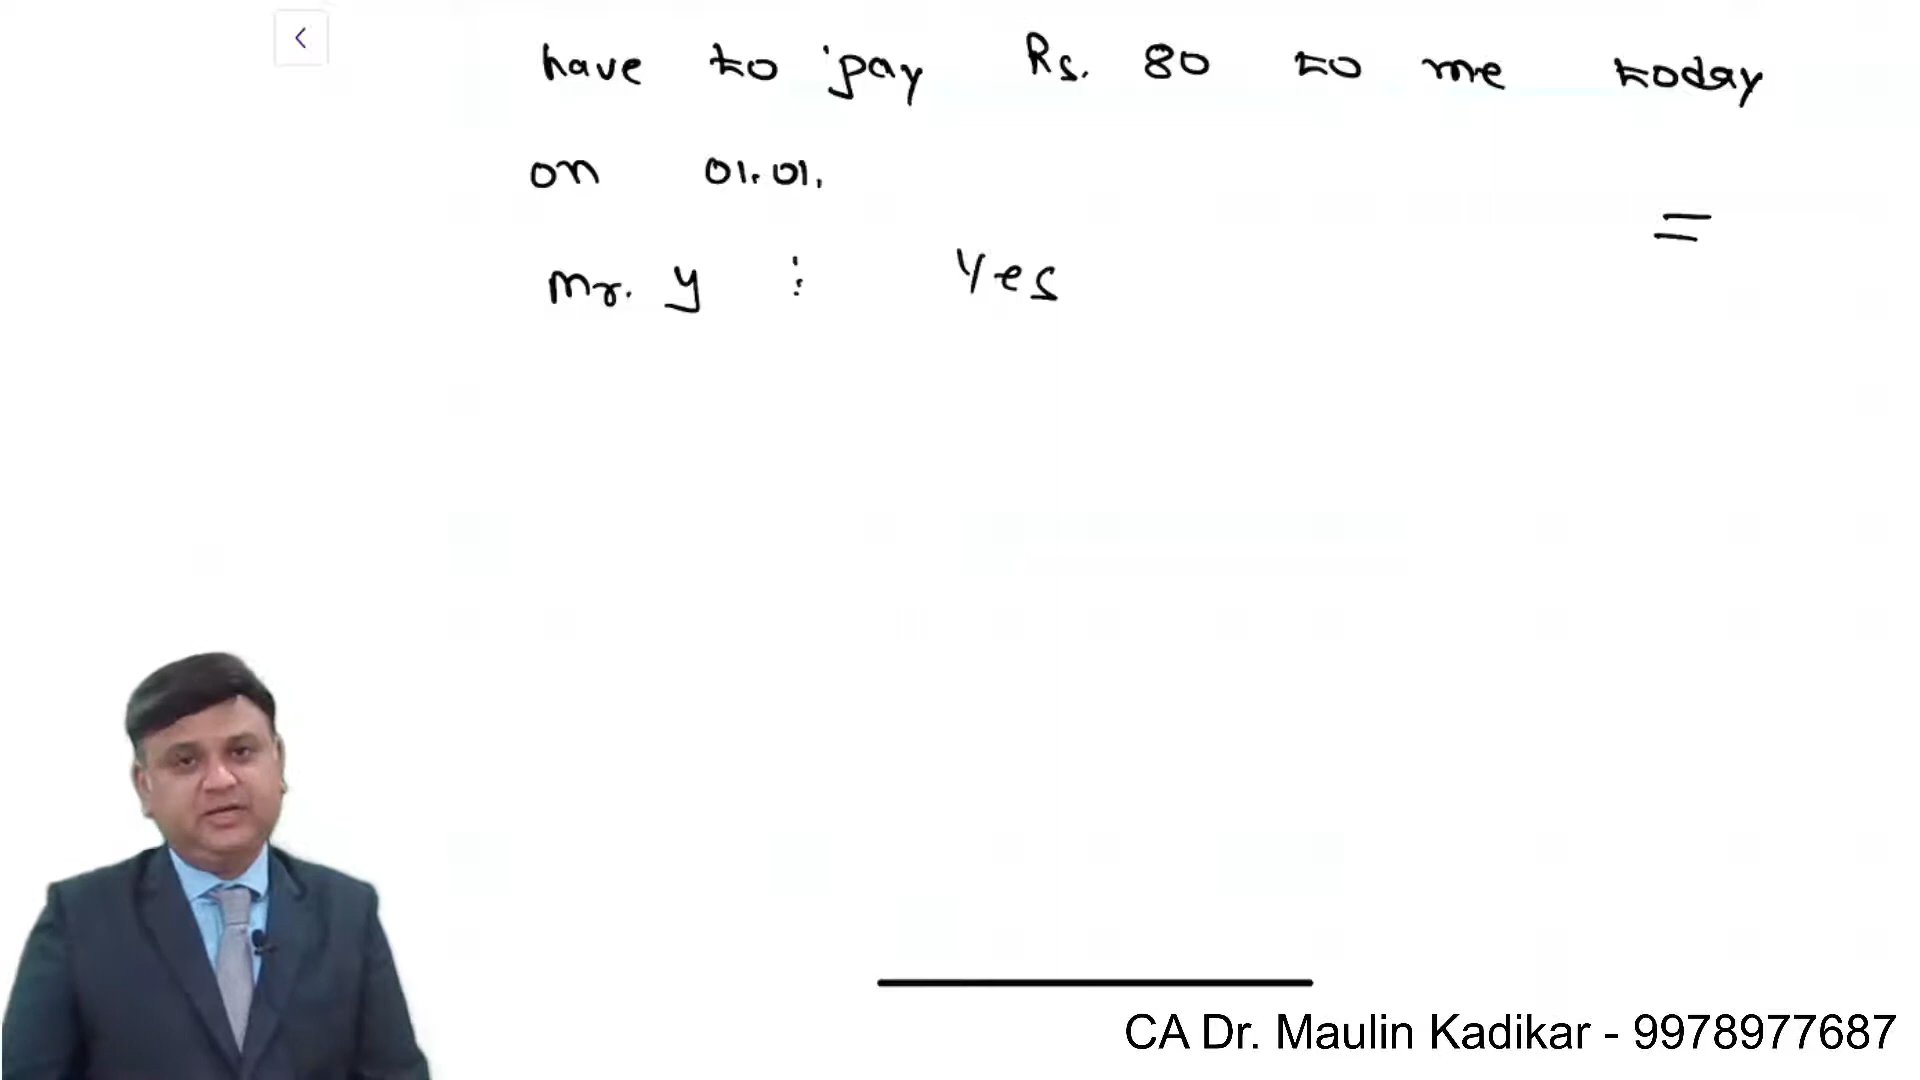 have to pay Rs. 80 to me today
on 01.01.
=
Mr. Y : Yes
CA Dr. Maulin Kadikar - 9978977687